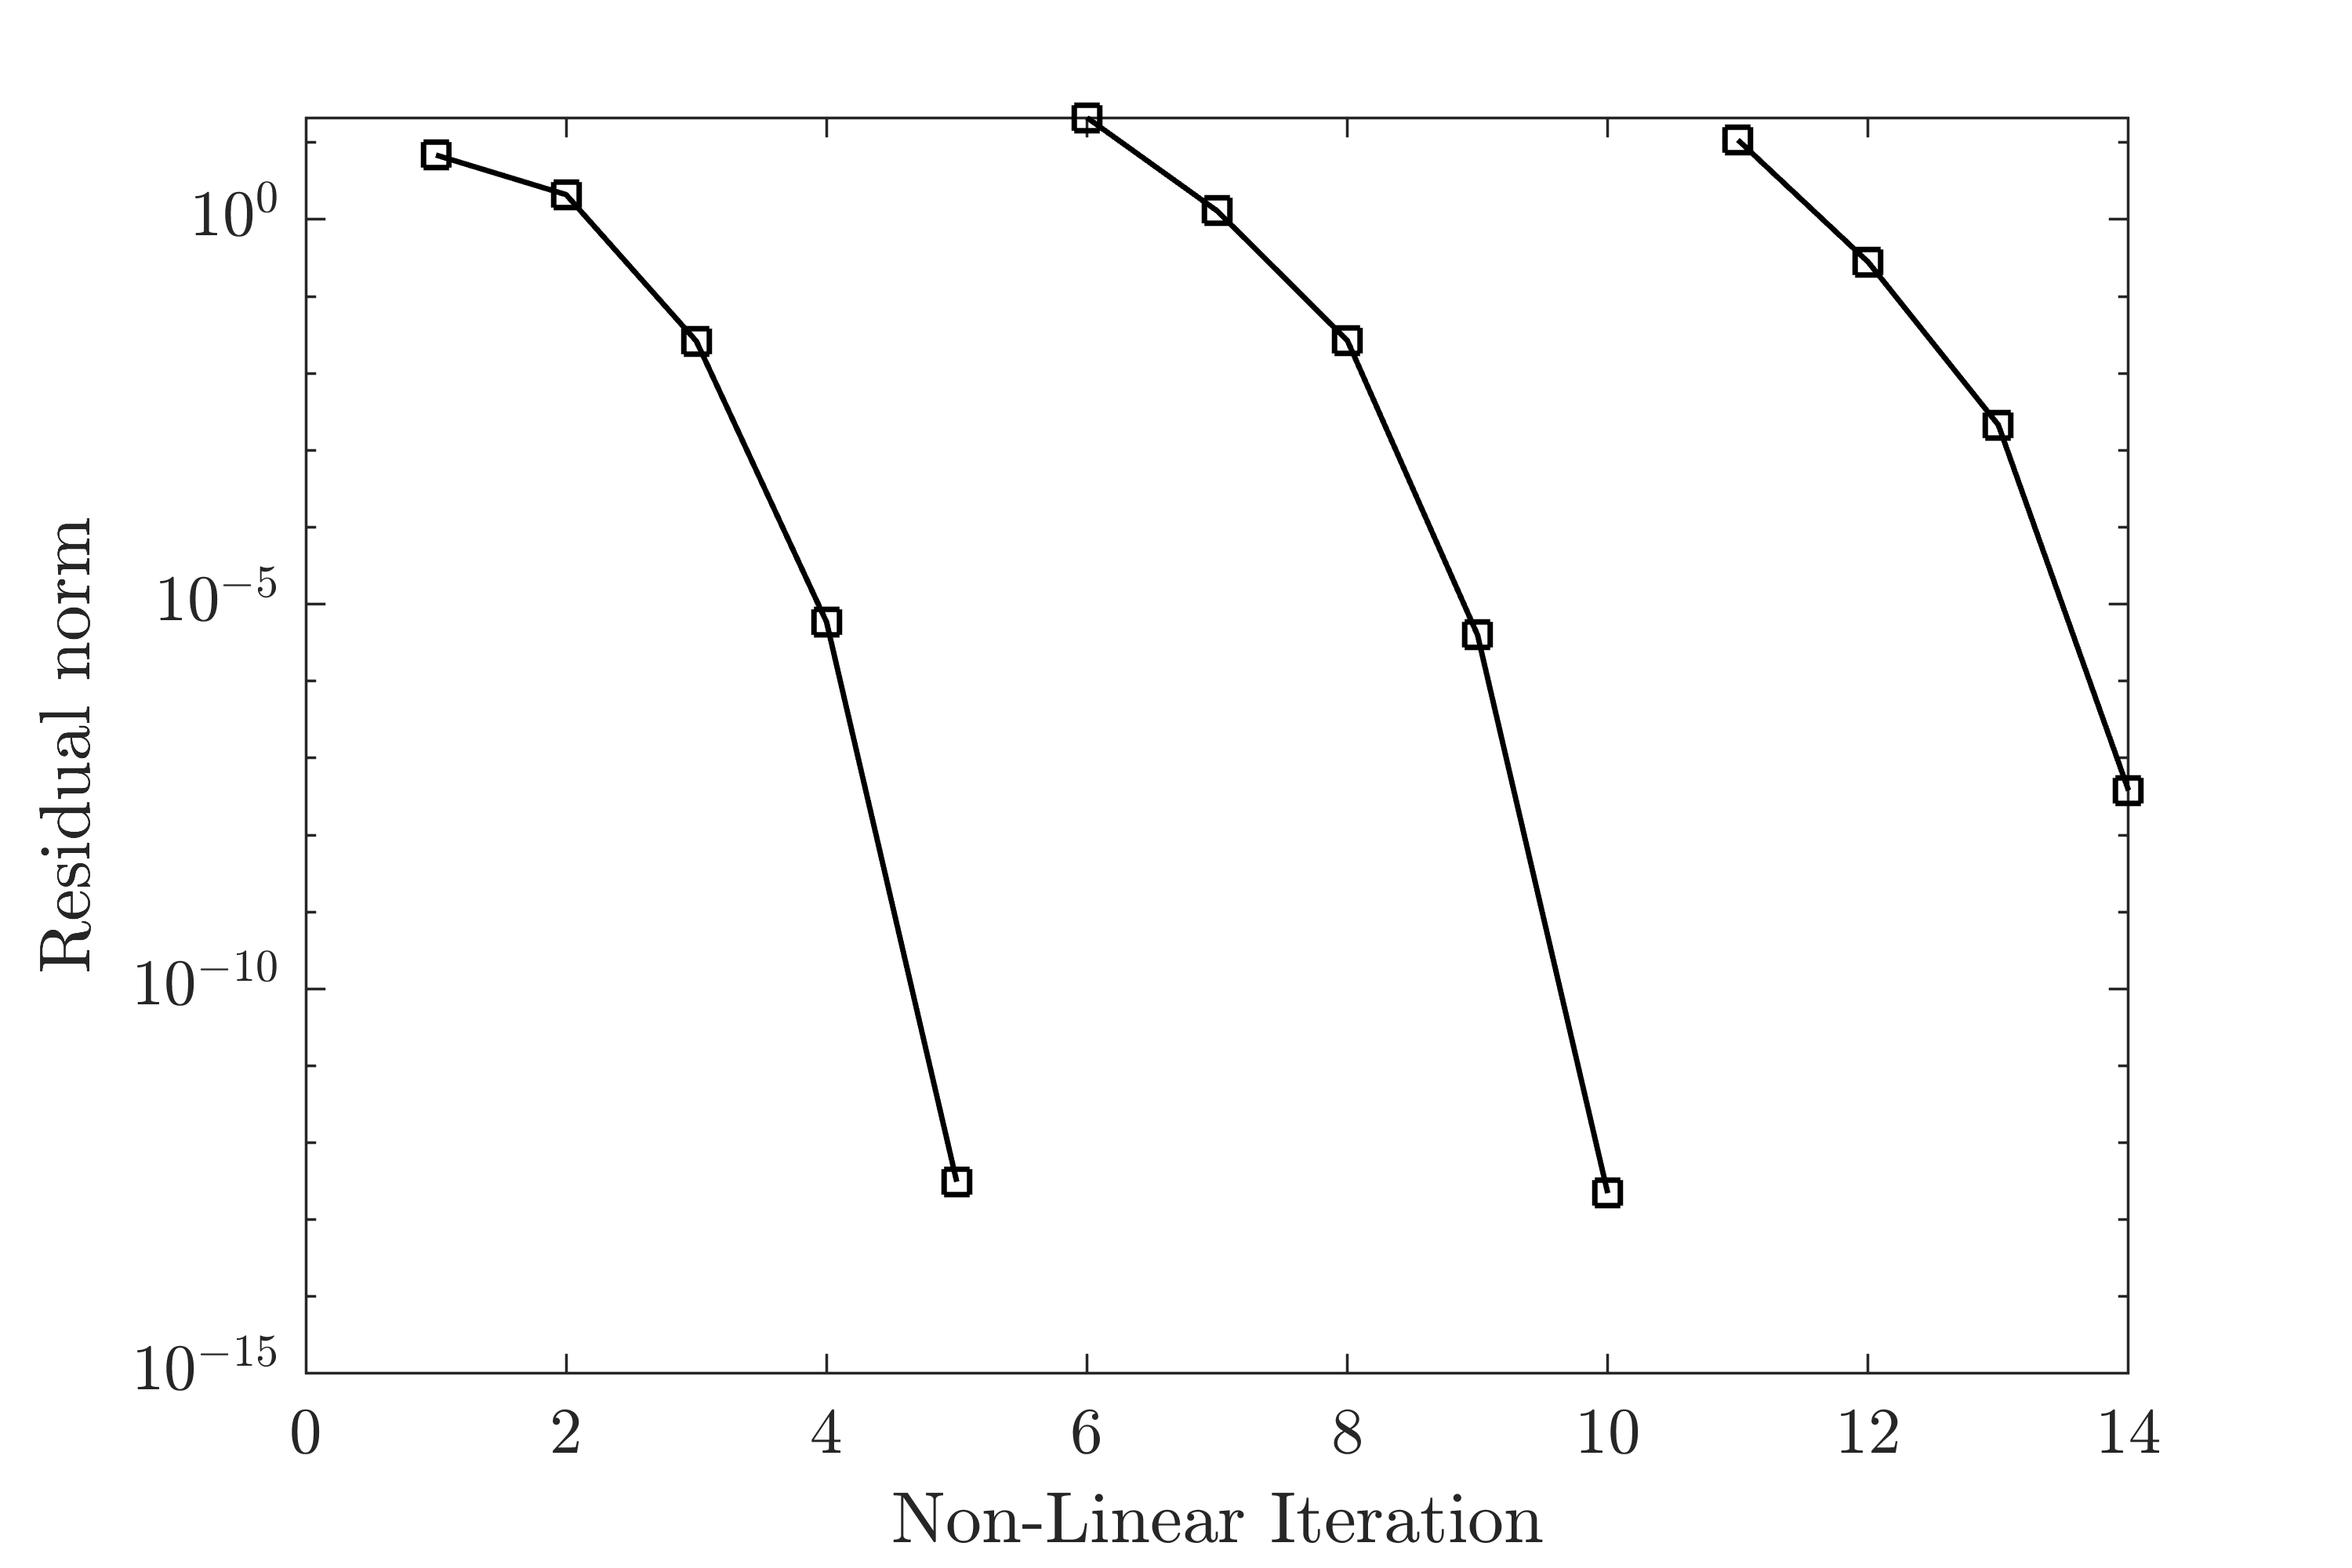 Residual norm
10^0
10^{-5}
10^{-10}
10^{-15}
0 2 4 6 8 10 12 14
Non-Linear Iteration